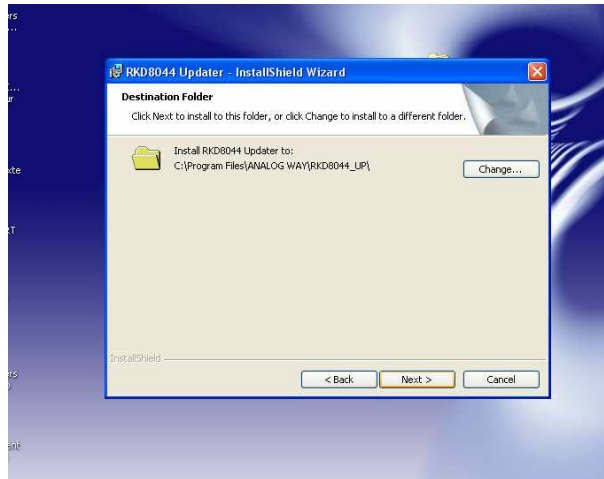 RKD8044 Updater - InstallShield Wizard
Destination Folder
Click Next to install to this folder, or click Change to install to a different folder.
Install RKD8044 Updater to:
C:\Program Files\ANALOG WAY\RKD8044_UP\
Change...
InstallShield
< Back
Next >
Cancel